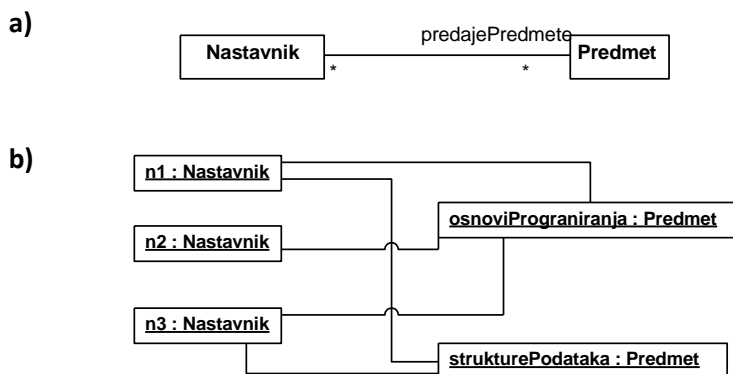 a)
predajePredmete
Nastavnik
Predmet
*
*
b)
n1 : Nastavnik
osnoviPrograniranja : Predmet
n2 : Nastavnik
n3 : Nastavnik
strukturePodataka : Predmet